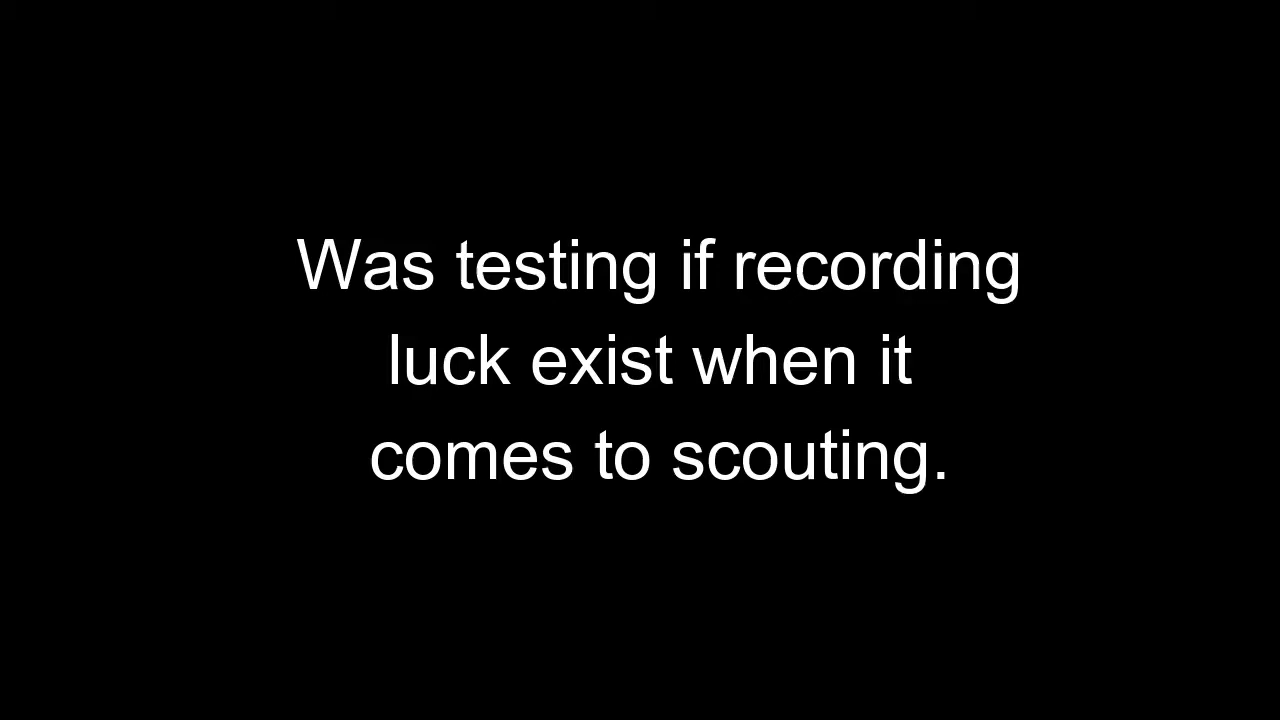 Was testing if recording
luck exist when it
comes to scouting.